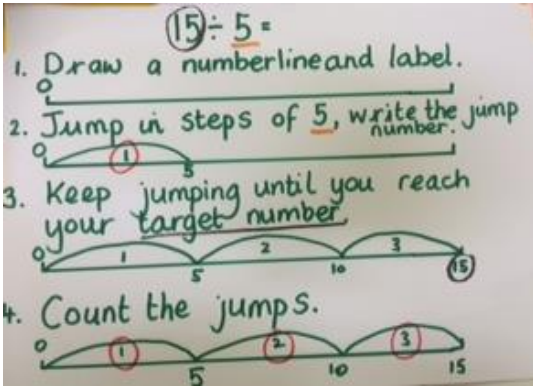 15 ÷ 5 =
1. Draw a numberline and label.
0
2. Jump in steps of 5, write the jump
number.
0 1 5
3. Keep jumping until you reach
your target number.
0 1 2 3
5 10 15
4. Count the jumps.
0 1 2 3
5 10 15